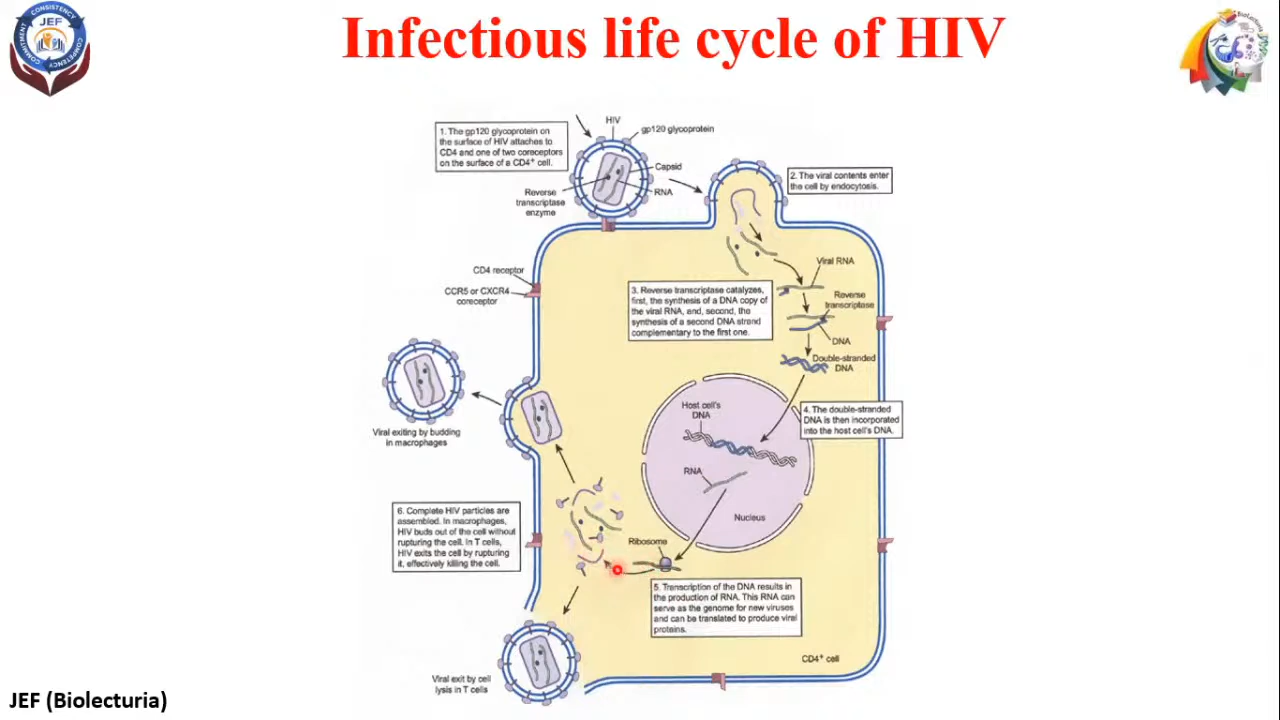 Infectious life cycle of HIV
CONSISTENCY
COMMITMENT
COMPETENCY
JEF
1. The gp120 glycoprotein on
the surface of HIV attaches to
CD4 and one of two coreceptors
on the surface of a CD4+ cell.
HIV
gp120 glycoprotein
Capsid
RNA
Reverse
transcriptase
enzyme
2. The viral contents enter
the cell by endocytosis.
CD4 receptor
CCR5 or CXCR4
coreceptor
Viral RNA
3. Reverse transcriptase catalyzes,
first, the synthesis of a DNA copy of
the viral RNA, and, second, the
synthesis of a second DNA strand
complementary to the first one.
Reverse
transcriptase
DNA
Double-stranded
DNA
Host cell's
DNA
4. The double-stranded
DNA is then incorporated
into the host cell's DNA.
Viral exiting by budding
in macrophages
RNA
Nucleus
6. Complete HIV particles are
assembled. In macrophages,
HIV buds out of the cell without
rupturing the cell. In T cells,
HIV exits the cell by rupturing
it, effectively killing the cell.
Ribosome
5. Transcription of the DNA results in
the production of RNA. This RNA can
serve as the genome for new viruses
and can be translated to produce viral
proteins.
CD4+ cell
Viral exit by cell
lysis in T cells
JEF (Biolecturia)